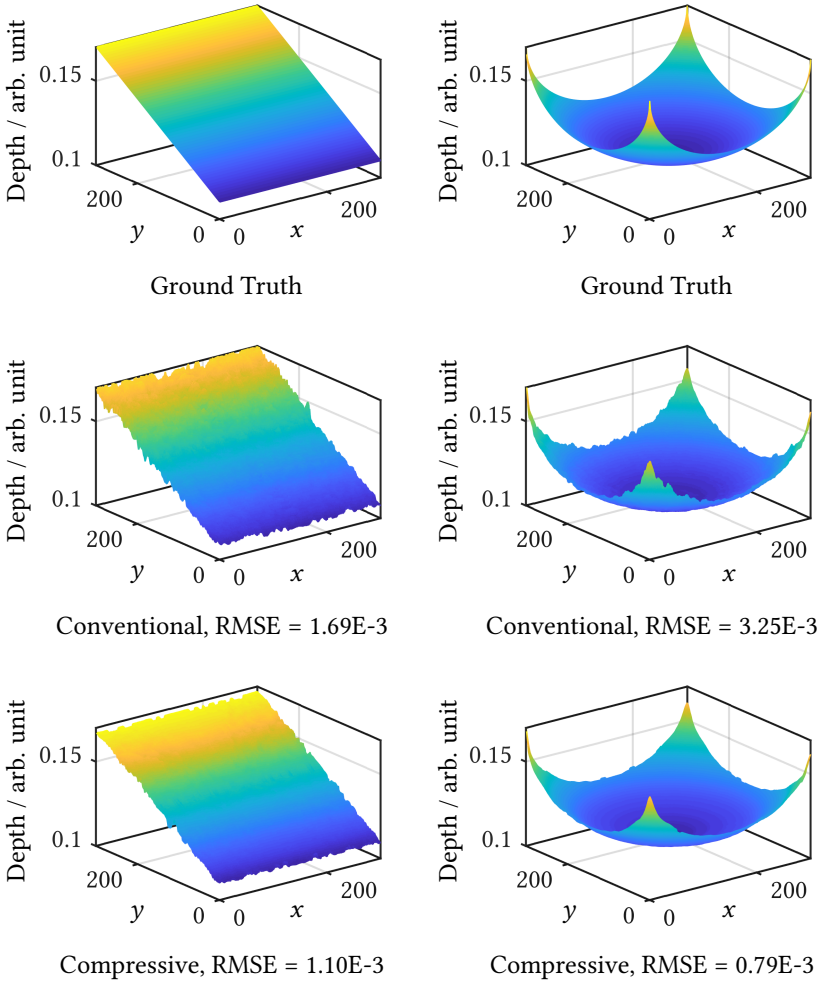 Depth / arb. unit
0.15
0.1
200
y
0
0
x
200
Ground Truth
Depth / arb. unit
0.15
0.1
200
y
0
0
x
200
Ground Truth
Depth / arb. unit
0.15
0.1
200
y
0
0
x
200
Conventional, RMSE = 1.69E-3
Depth / arb. unit
0.15
0.1
200
y
0
0
x
200
Conventional, RMSE = 3.25E-3
Depth / arb. unit
0.15
0.1
200
y
0
0
x
200
Compressive, RMSE = 1.10E-3
Depth / arb. unit
0.15
0.1
200
y
0
0
x
200
Compressive, RMSE = 0.79E-3